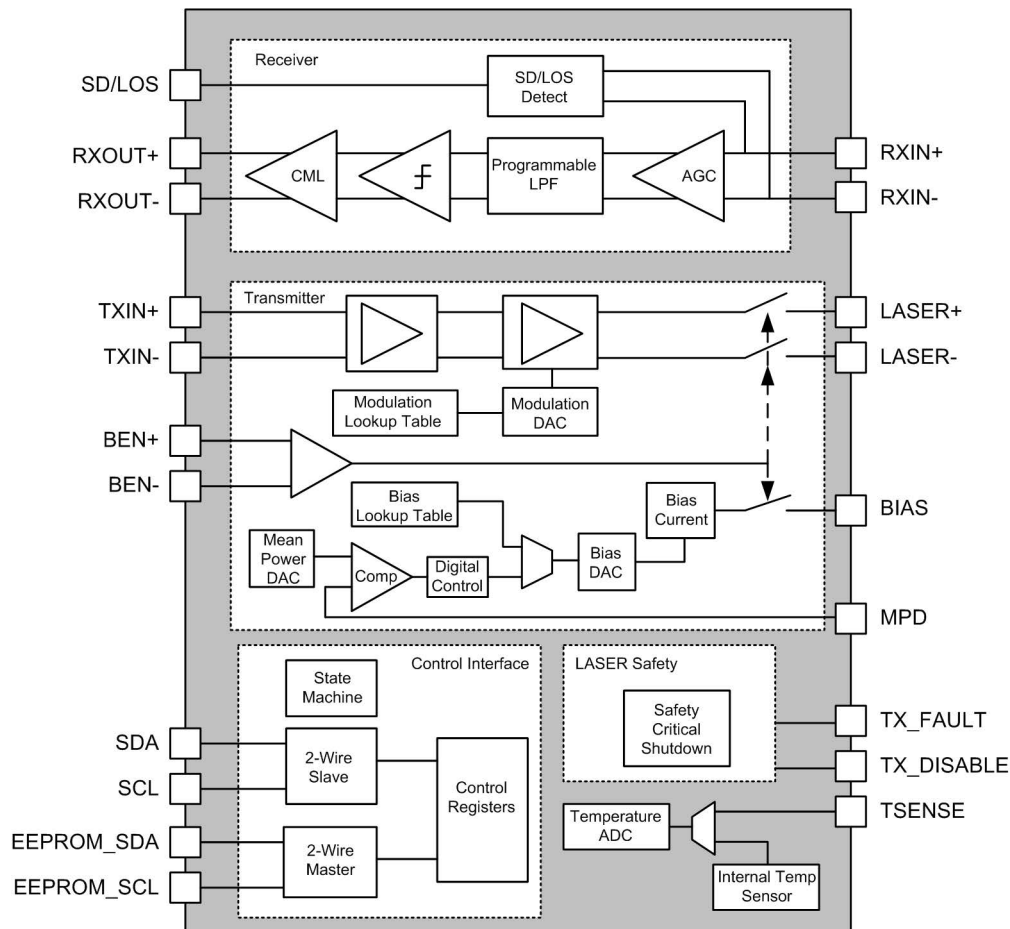 Receiver
SD/LOS
SD/LOS
Detect
RXOUT+
RXOUT-
CML
Programmable
LPF
AGC
RXIN+
RXIN-
Transmitter
TXIN+
TXIN-
LASER+
LASER-
Modulation
Lookup Table
Modulation
DAC
BEN+
BEN-
Bias
Lookup Table
Bias
Current
BIAS
Mean
Power
DAC
Comp
Digital
Control
Bias
DAC
MPD
Control Interface
State
Machine
SDA
SCL
2-Wire
Slave
Control
Registers
EEPROM_SDA
EEPROM_SCL
2-Wire
Master
LASER Safety
Safety
Critical
Shutdown
TX_FAULT
TX_DISABLE
TSENSE
Temperature
ADC
Internal Temp
Sensor